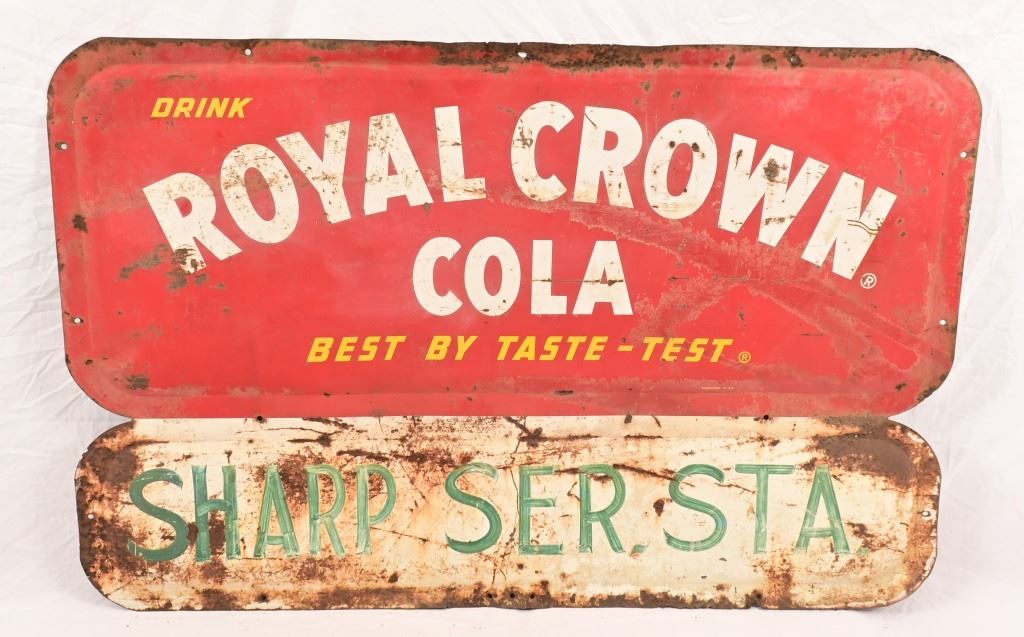 DRINK
ROYAL CROWN®
COLA
BEST BY TASTE-TEST®
SHARP SER. STA.